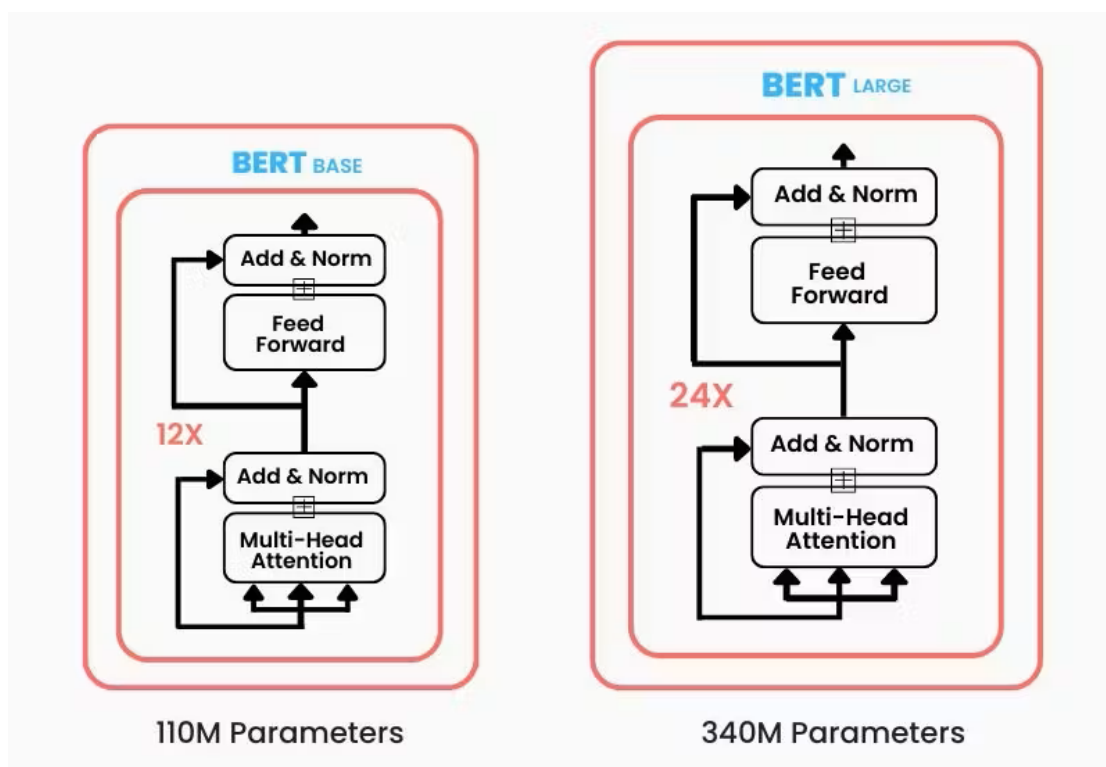 BERT BASE
Add & Norm
Feed
Forward
12X
Add & Norm
Multi-Head
Attention
110M Parameters
BERT LARGE
Add & Norm
Feed
Forward
24X
Add & Norm
Multi-Head
Attention
340M Parameters